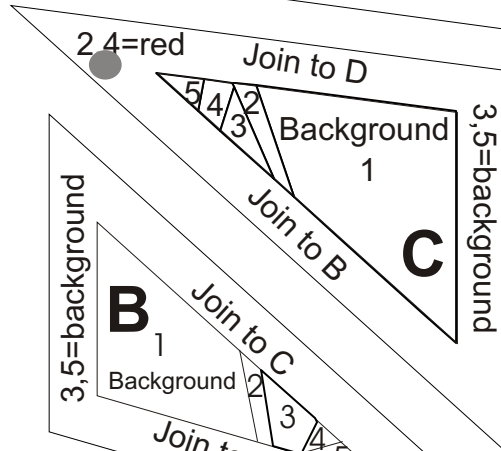 2,4=red
Join to D
5
4
3
2
Background
1
C
3,5=background
Join to B
3,5=background
B
1
Background
Join to C
2
3
4
Join